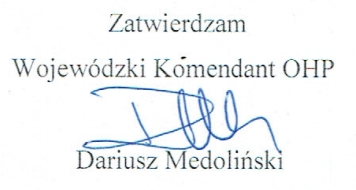 Zatwierdzam
Wojewódzki Komendant OHP
Dariusz Medoliński